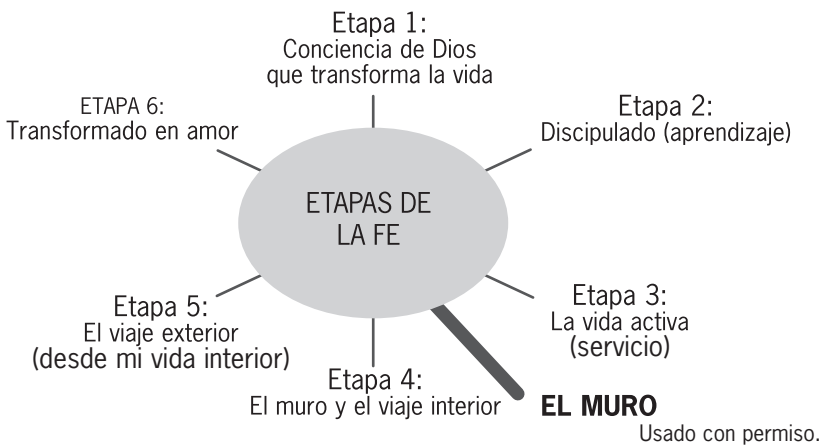 Etapa 1:
Conciencia de Dios
que transforma la vida
ETAPA 6:
Transformado en amor
Etapa 2:
Discipulado (aprendizaje)
ETAPAS DE
LA FE
Etapa 5:
El viaje exterior
(desde mi vida interior)
Etapa 3:
La vida activa
(servicio)
Etapa 4:
El muro y el viaje interior
EL MURO
Usado con permiso.